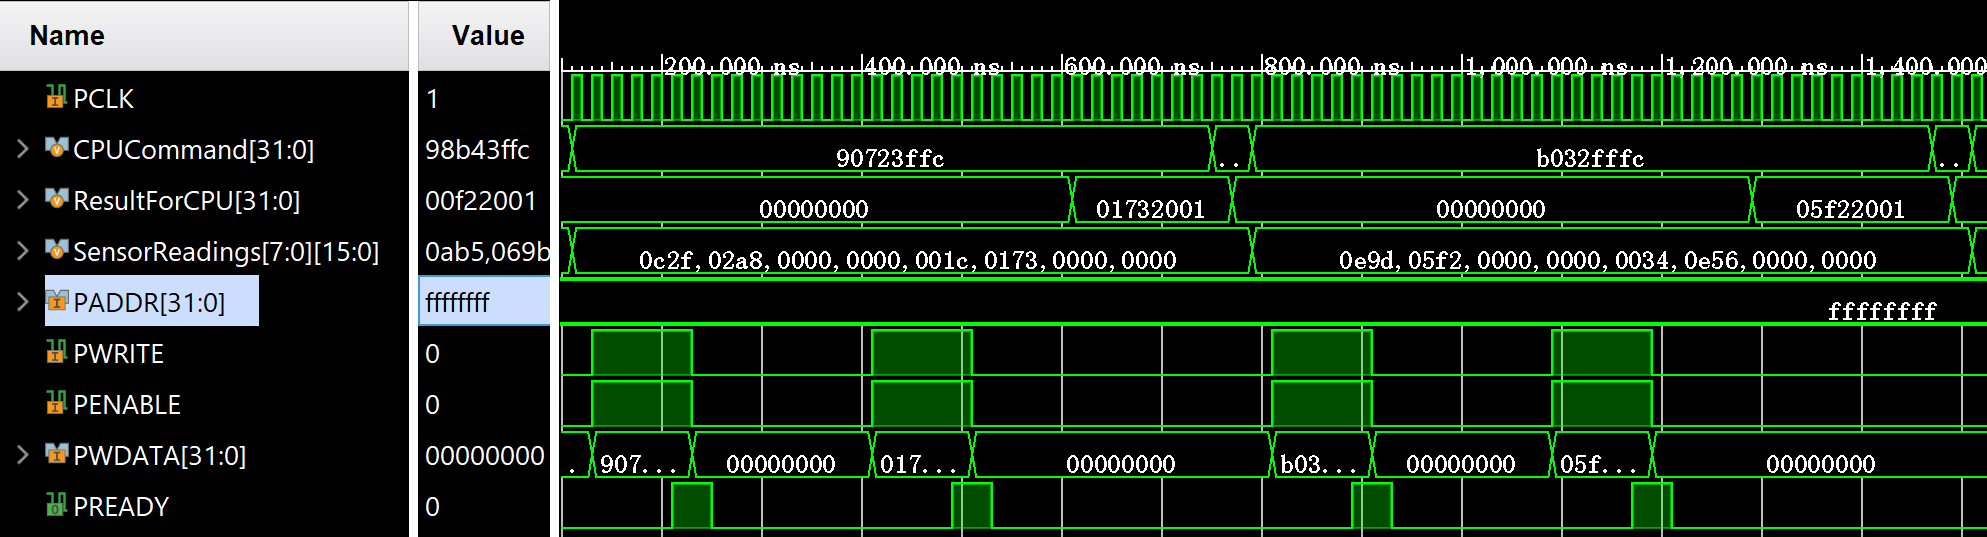 Name Value
200.000 ns 400.000 ns 600.000 ns 800.000 ns 1,000.000 ns 1,200.000 ns 1,400.000
PCLK 1
CPUCommand[31:0] 98b43ffc 90723ffc .. b032fffc ..
ResultForCPU[31:0] 00f22001 00000000 01732001 00000000 05f22001
SensorReadings[7:0][15:0] 0ab5,069b 0c2f,02a8,0000,0000,001c,0173,0000,0000 0e9d,05f2,0000,0000,0034,0e56,0000,0000
PADDR[31:0] ffffffff ffffffff
PWRITE 0
PENABLE 0
PWDATA[31:0] 00000000 . 907... 00000000 017... 00000000 b03... 00000000 05f... 00000000
PREADY 0